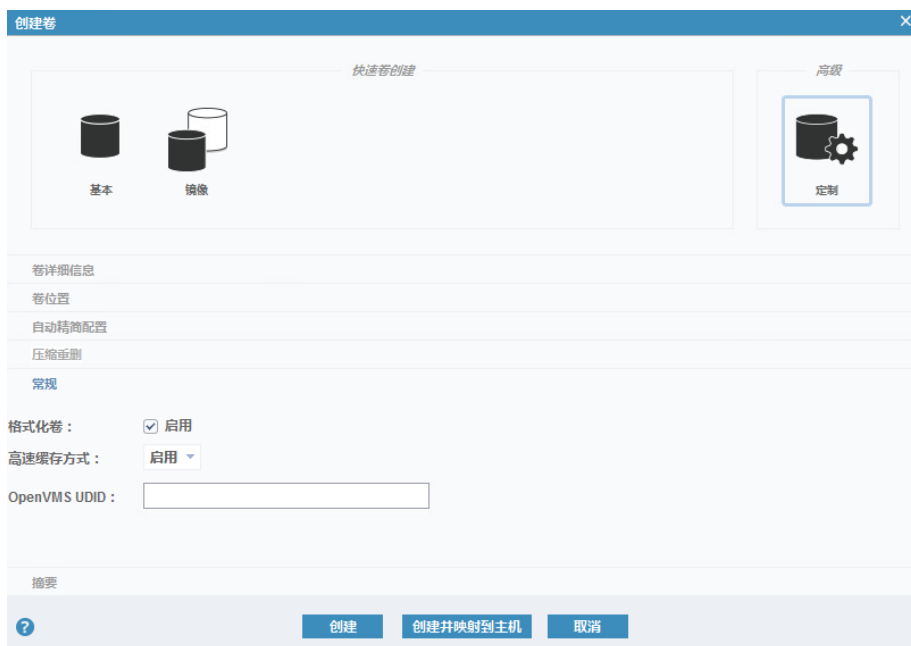 创建卷
快速卷创建
高级
基本
镜像
定制
卷详细信息
卷位置
自动精简配置
压缩重删
常规
格式化卷： 启用
高速缓存方式： 启用
OpenVMS UDID：
摘要
创建 创建并映射到主机 取消